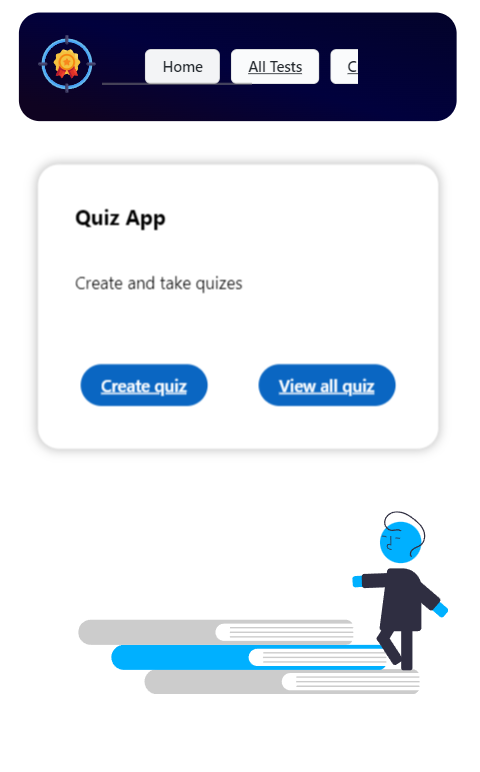 Home
All Tests
C
Quiz App
Create and take quizes
Create quiz
View all quiz